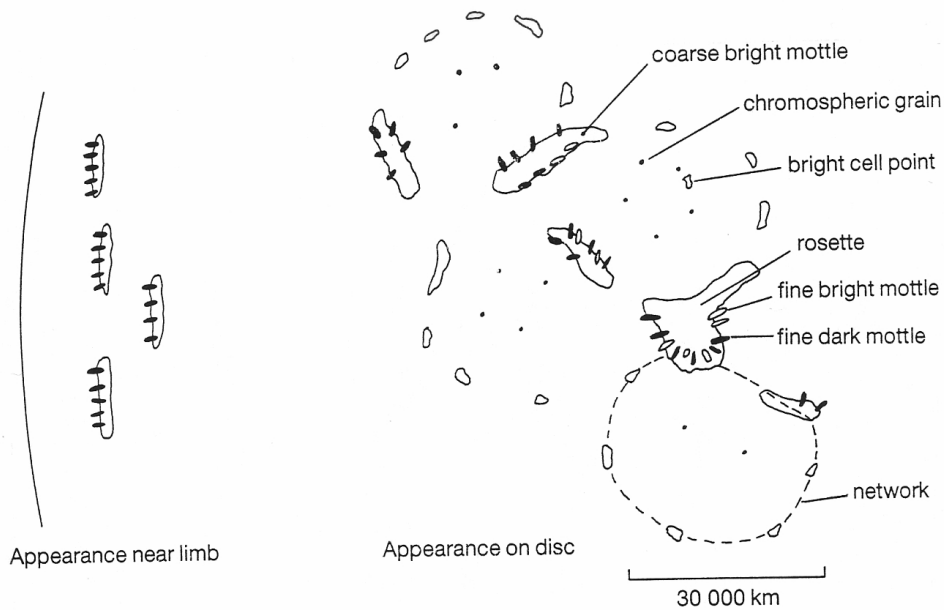 coarse bright mottle
chromospheric grain
bright cell point
rosette
fine bright mottle
fine dark mottle
network
Appearance near limb
Appearance on disc
30 000 km